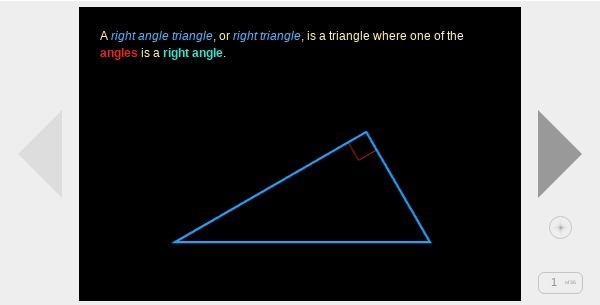 A right angle triangle, or right triangle, is a triangle where one of the
angles is a right angle.
1 of 36